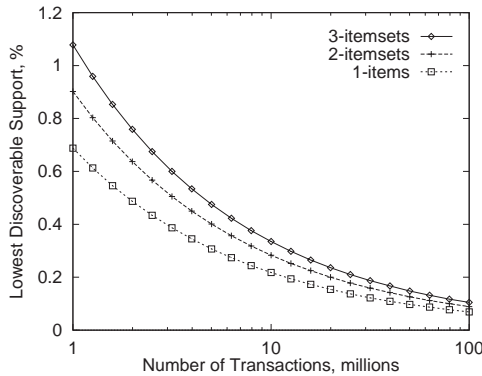 3-itemsets
2-itemsets
1-items
Lowest Discoverable Support, %
1.2
1
0.8
0.6
0.4
0.2
0
1
10
100
Number of Transactions, millions